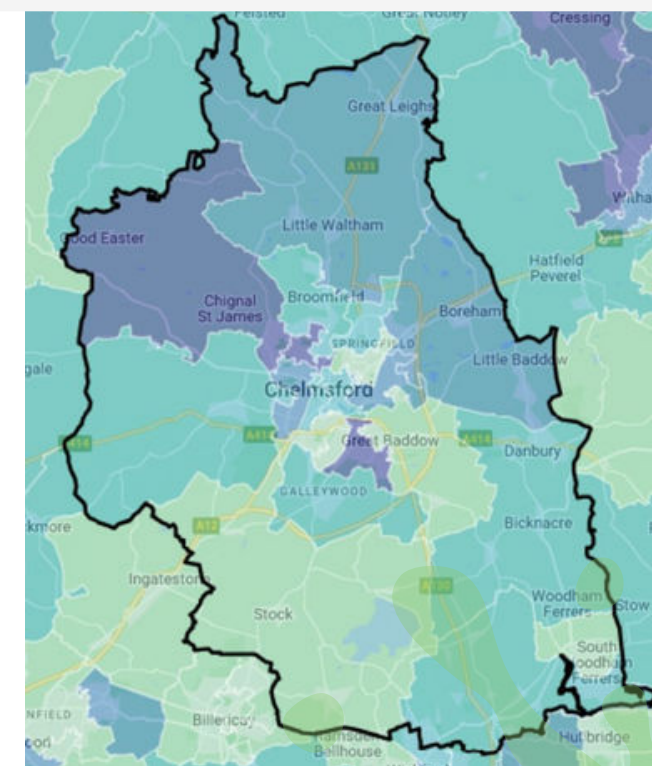 Felsted
Great Notley
Cressing
Great Leighs
A131
Little Waltham
Good Easter
Hatfield
Peverel
Chignal
St James
Broomfield
Boreham
SPRINGFIELD
Little Baddow
Chelmsford
A414
A414
Great Baddow
A414
Danbury
GALLEYWOOD
A12
Bicknacre
Ingatestone
A130
Woodham
Ferrers
Stow
Stock
South
Woodham
Ferrers
NFIELD
Billericay
Ramsden
Bellhouse
Hullbridge